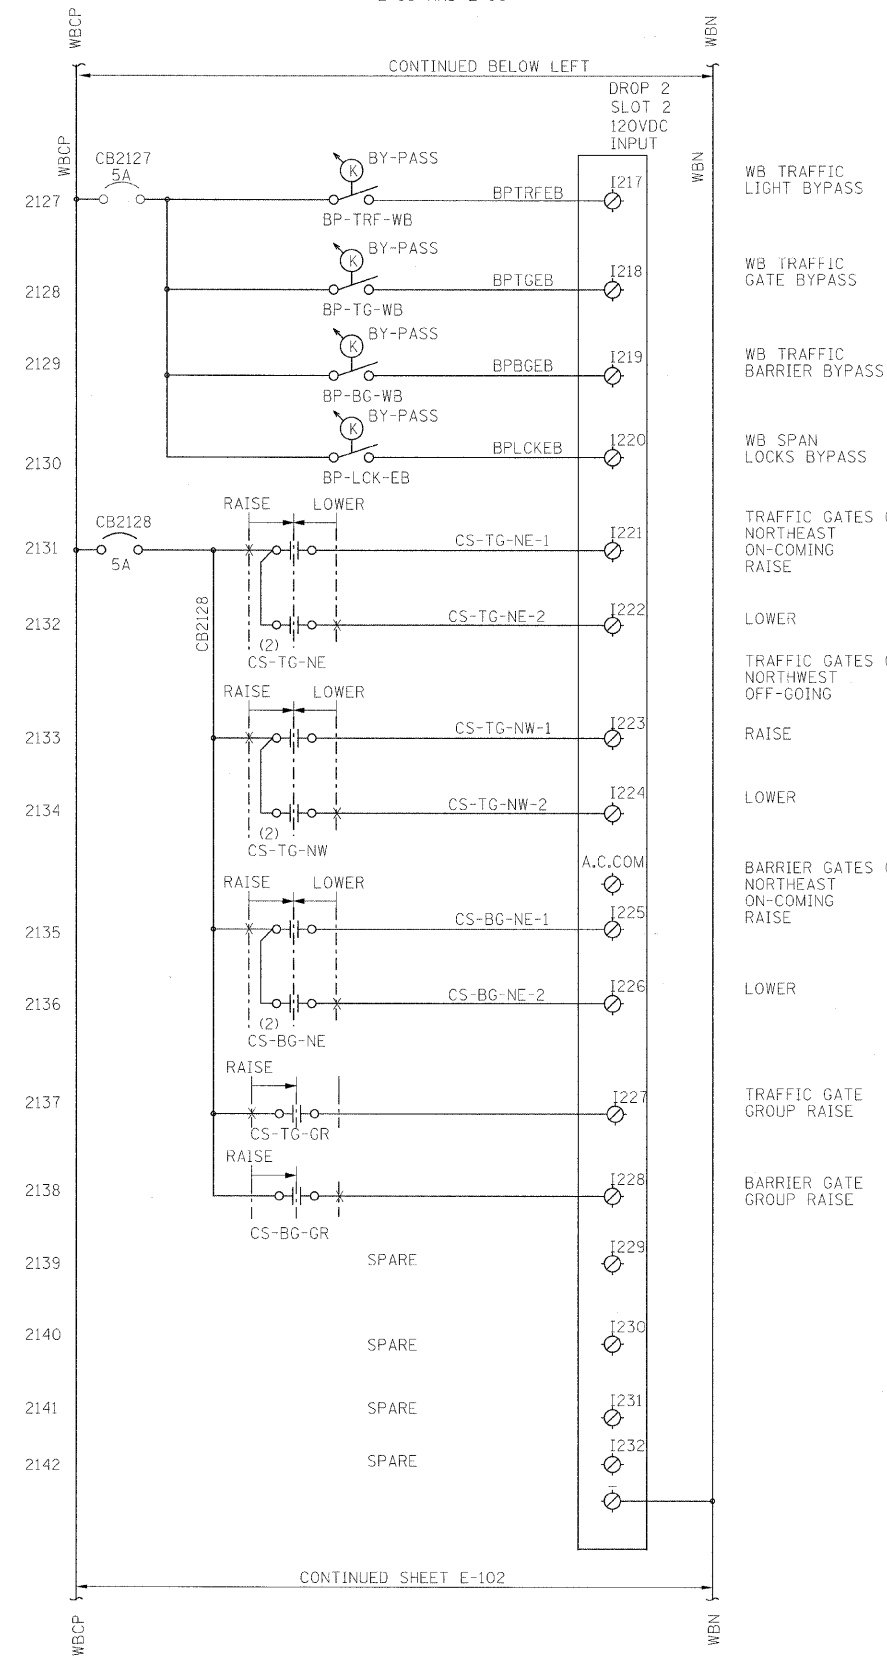 WBCP
WBN
CONTINUED BELOW LEFT
DROP 2
SLOT 2
120VDC
INPUT
WBCP
WBN
CB2127
5A
2127
BY-PASS
K
BP-TRF-WB
BPTRFEB
I217
WB TRAFFIC
LIGHT BYPASS
2128
BY-PASS
K
BP-TG-WB
BPTGEB
I218
WB TRAFFIC
GATE BYPASS
2129
BY-PASS
K
BP-BG-WB
BPBGEB
I219
WB TRAFFIC
BARRIER BYPASS
2130
BY-PASS
K
BP-LCK-EB
BPLCKEB
I220
WB SPAN
LOCKS BYPASS
RAISE LOWER
CB2128
5A
2131
CS-TG-NE-1
I221
TRAFFIC GATES
NORTHEAST
ON-COMING
RAISE
CB2128
2132
CS-TG-NE-2
I222
LOWER
(2)
CS-TG-NE
TRAFFIC GATES
NORTHWEST
OFF-GOING
RAISE LOWER
2133
CS-TG-NW-1
I223
RAISE
2134
CS-TG-NW-2
I224
LOWER
(2)
CS-TG-NW
A.C.COM
BARRIER GATES
NORTHEAST
ON-COMING
RAISE
RAISE LOWER
2135
CS-BG-NE-1
I225
2136
CS-BG-NE-2
I226
LOWER
(2)
CS-BG-NE
RAISE
2137
CS-TG-GR
I227
TRAFFIC GATE
GROUP RAISE
RAISE
2138
CS-BG-GR
I228
BARRIER GATE
GROUP RAISE
2139
SPARE
I229
2140
SPARE
I230
2141
SPARE
I231
2142
SPARE
I232
-
CONTINUED SHEET E-102
WBCP
WBN